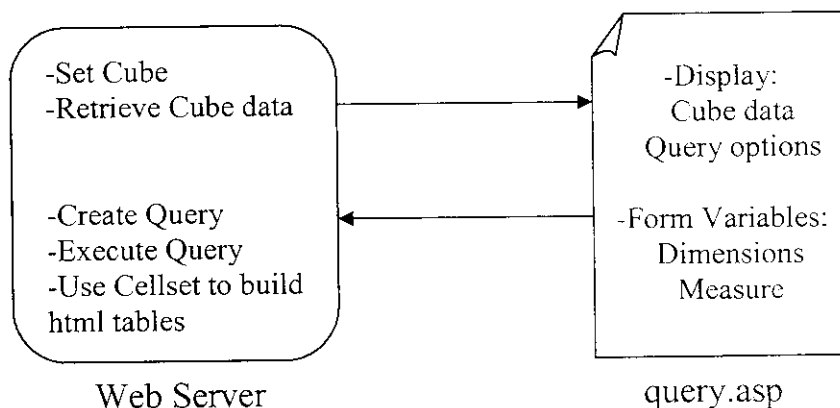 -Set Cube
-Retrieve Cube data
-Create Query
-Execute Query
-Use Cellset to build
html tables
Web Server
-Display:
Cube data
Query options
-Form Variables:
Dimensions
Measure
query.asp